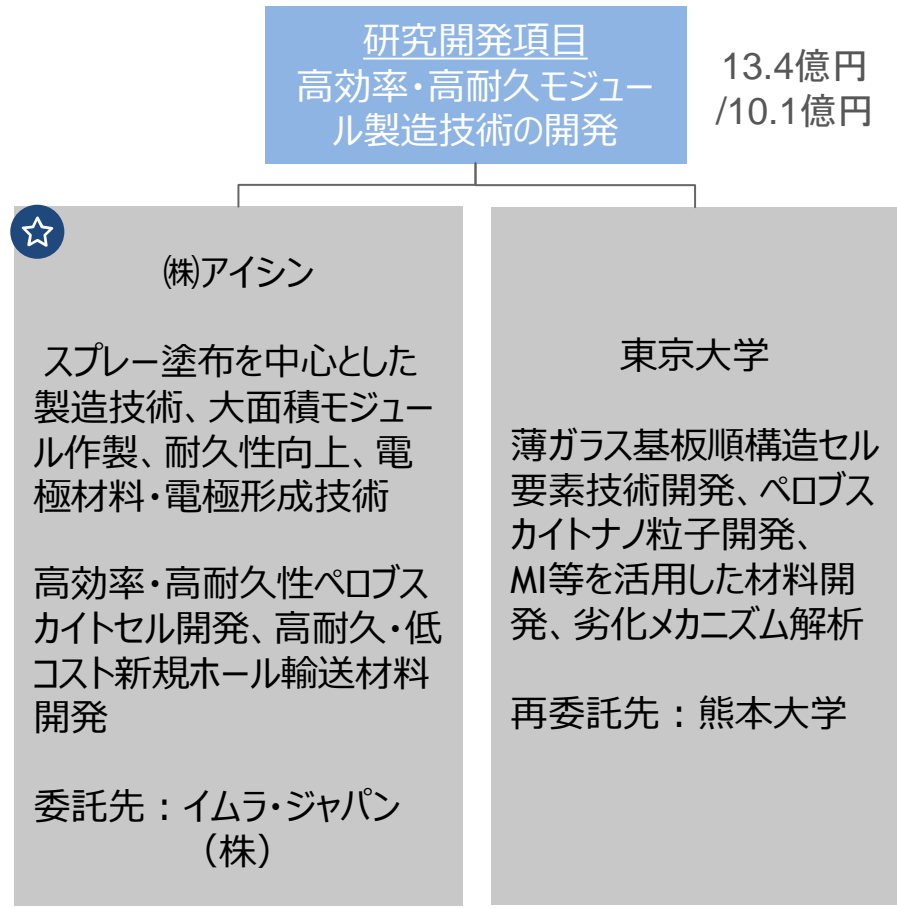 研究開発項目
高効率・高耐久モジュー
ル製造技術の開発
13.4億円
/10.1億円
㈱アイシン
スプレー塗布を中心とした
製造技術、大面積モジュー
ル作製、耐久性向上、電
極材料・電極形成技術
高効率・高耐久性ペロブス
カイトセル開発、高耐久・低
コスト新規ホール輸送材料
開発
委託先：イムラ・ジャパン
（株）
東京大学
薄ガラス基板順構造セル
要素技術開発、ペロブス
カイトナノ粒子開発、
MI等を活用した材料開
発、劣化メカニズム解析
再委託先：熊本大学